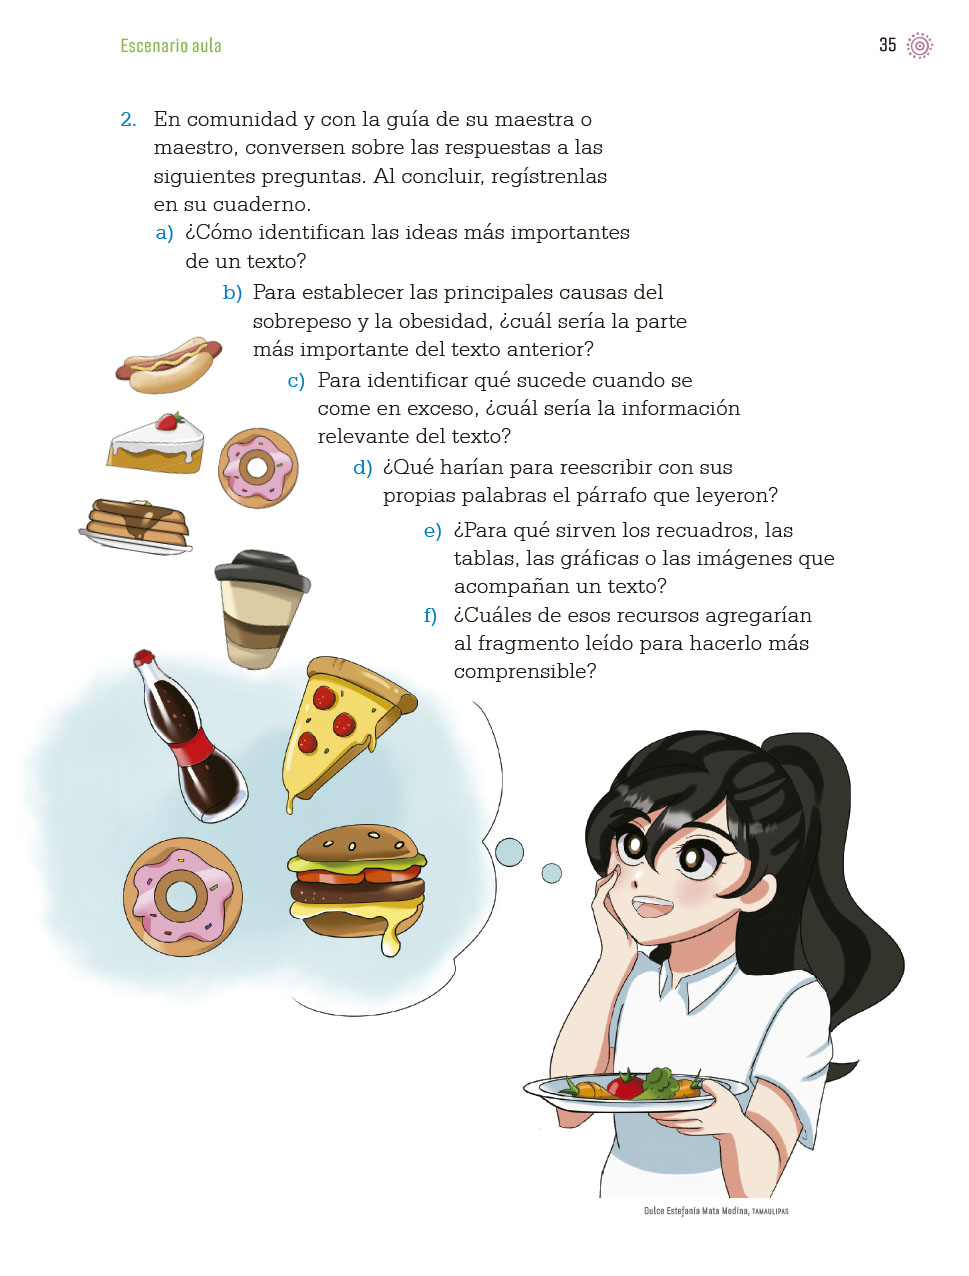 Escenario aula
35
2. En comunidad y con la guía de su maestra o
maestro, conversen sobre las respuestas a las
siguientes preguntas. Al concluir, regístrenlas
en su cuaderno.
a) ¿Cómo identifican las ideas más importantes
de un texto?
b) Para establecer las principales causas del
sobrepeso y la obesidad, ¿cuál sería la parte
más importante del texto anterior?
c) Para identificar qué sucede cuando se
come en exceso, ¿cuál sería la información
relevante del texto?
d) ¿Qué harían para reescribir con sus
propias palabras el párrafo que leyeron?
e) ¿Para qué sirven los recuadros, las
tablas, las gráficas o las imágenes que
acompañan un texto?
f) ¿Cuáles de esos recursos agregarían
al fragmento leído para hacerlo más
comprensible?
Dulce Estefanía Mata Medina, TAMAULIPAS